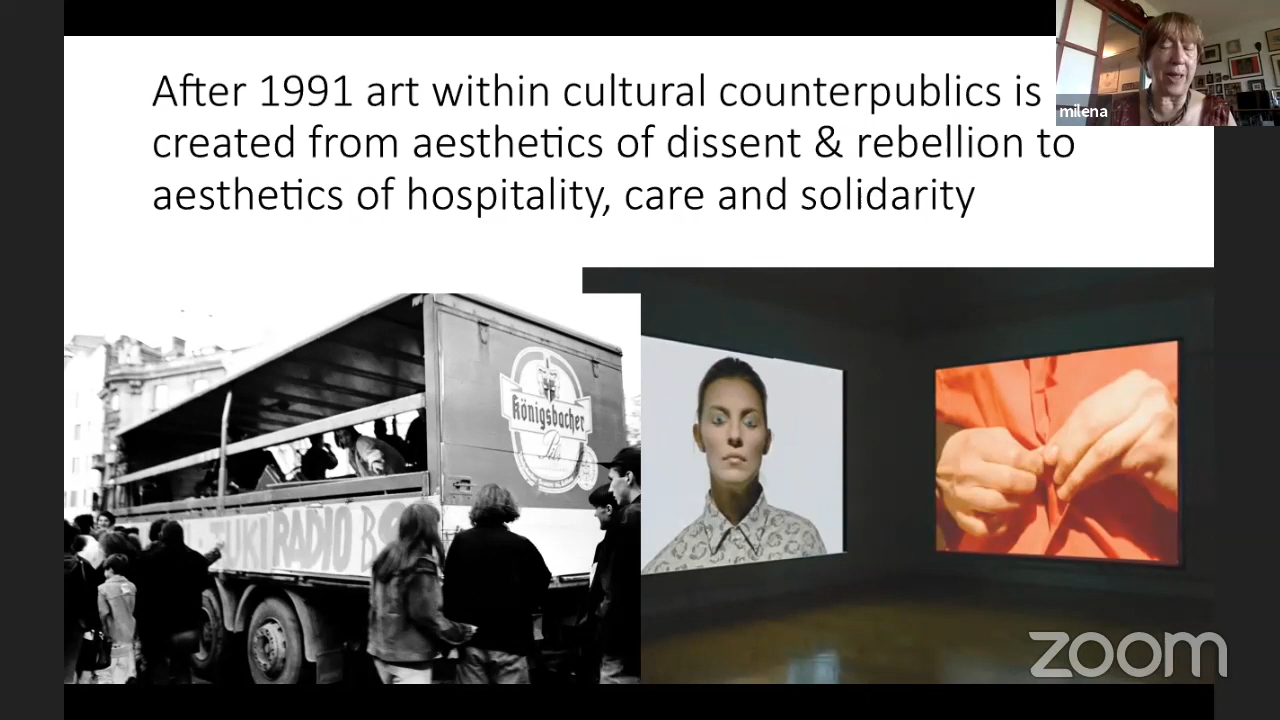 After 1991 art within cultural counterpublics is
created from aesthetics of dissent & rebellion to
aesthetics of hospitality, care and solidarity
milena
Königsbacher
Pils
RADIO B
zoom